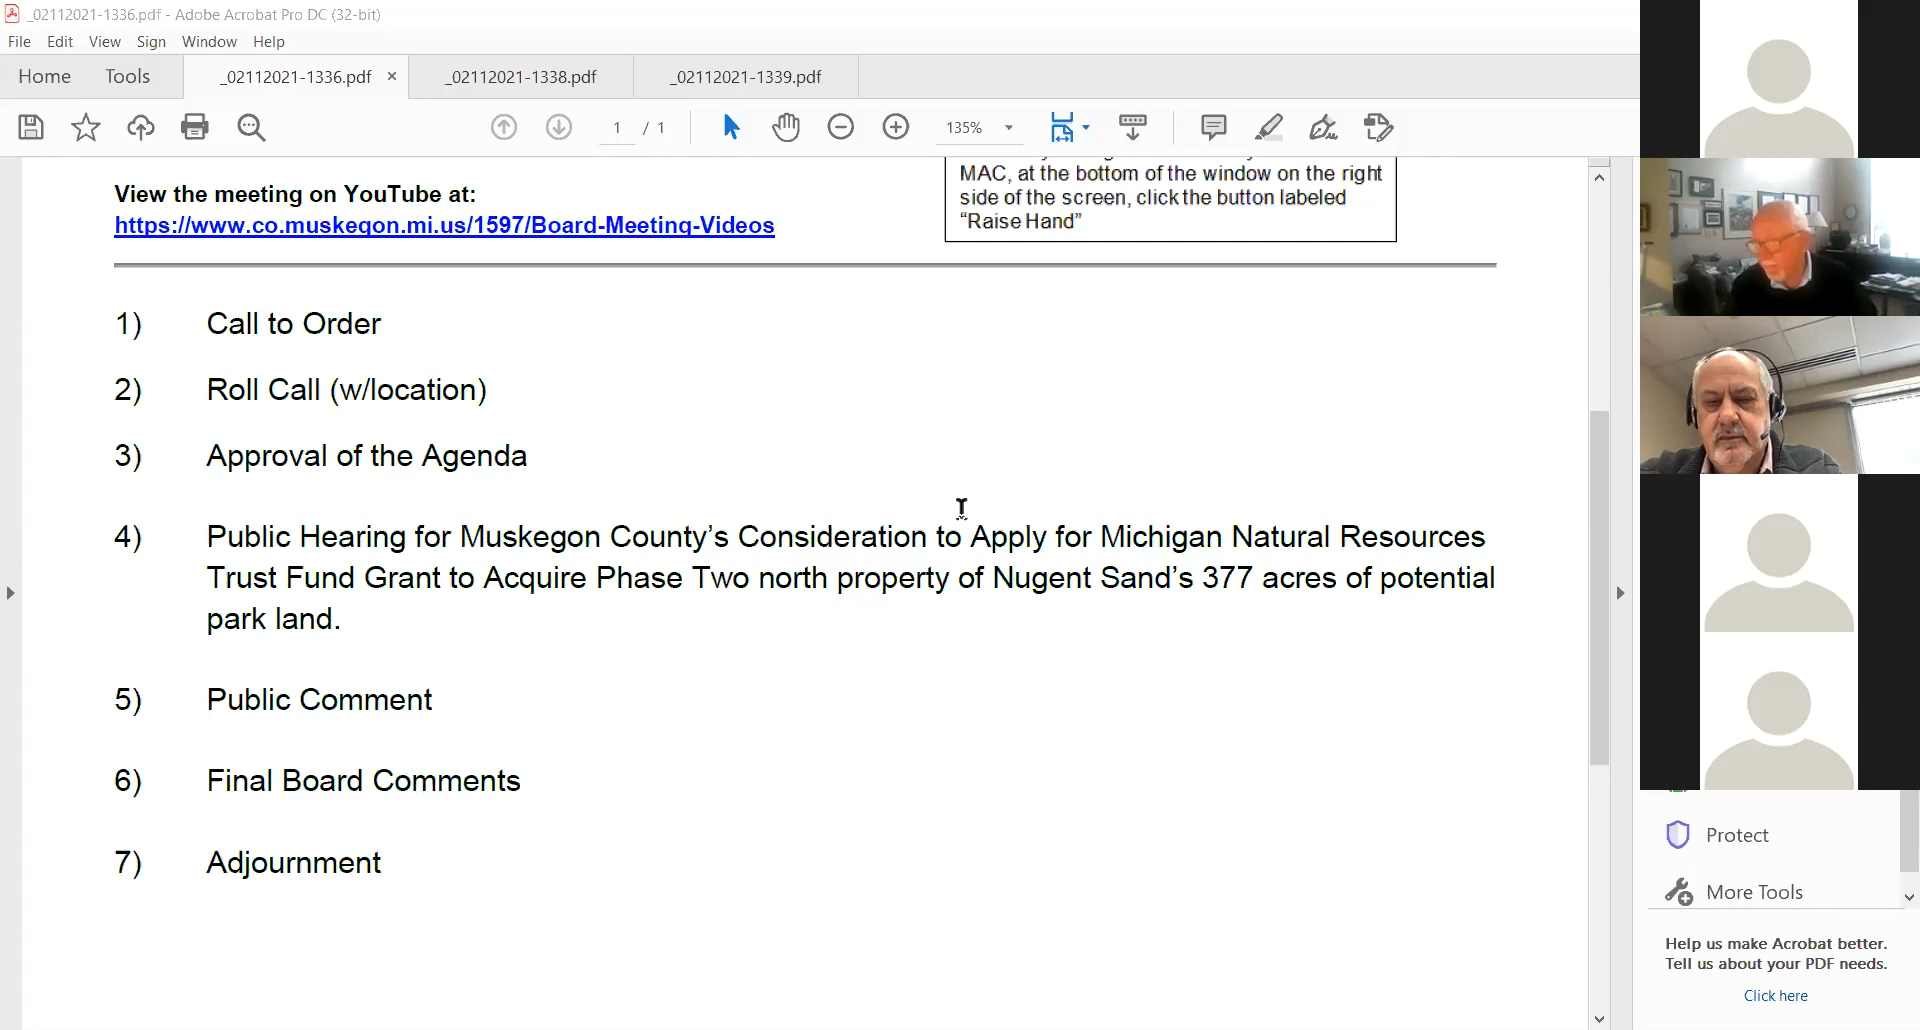 _02112021-1336.pdf - Adobe Acrobat Pro DC (32-bit)
File Edit View Sign Window Help
Home Tools _02112021-1336.pdf × _02112021-1338.pdf _02112021-1339.pdf
1 / 1 135%
View the meeting on YouTube at:
https://www.co.muskegon.mi.us/1597/Board-Meeting-Videos
MAC, at the bottom of the window on the right
side of the screen, click the button labeled
“Raise Hand”
1) Call to Order
2) Roll Call (w/location)
3) Approval of the Agenda
4) Public Hearing for Muskegon County’s Consideration to Apply for Michigan Natural Resources
Trust Fund Grant to Acquire Phase Two north property of Nugent Sand’s 377 acres of potential
park land.
5) Public Comment
6) Final Board Comments
7) Adjournment
Protect
More Tools
Help us make Acrobat better.
Tell us about your PDF needs.
Click here